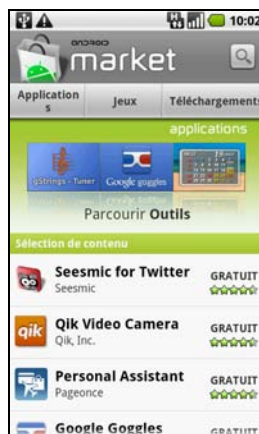 10:02
ANDROID
market
Application
s
Jeux
Téléchargements
applications
gStrings - Tuner
Google goggles
Parcourir Outils
Sélection de contenu
Seesmic for Twitter
GRATUIT
Seesmic
Qik Video Camera
GRATUIT
Qik, Inc.
qik
Personal Assistant
GRATUIT
Pageonce
Google Goggles
GRATUIT